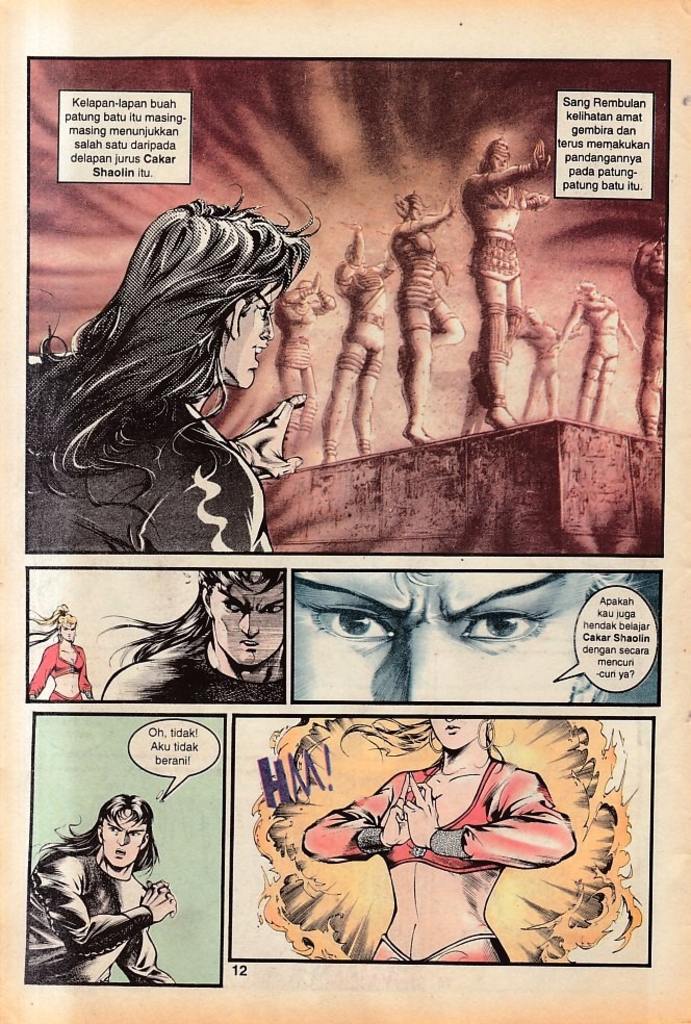 Kelapan-lapan buah
patung batu itu masing-
masing menunjukkan
salah satu daripada
delapan jurus Cakar
Shaolin itu.
Sang Rembulan
kelihatan amat
gembira dan
terus memakukan
pandangannya
pada patung-
patung batu itu.
Apakah
kau juga
hendak belajar
Cakar Shaolin
dengan secara
mencuri
-curi ya?
Oh, tidak!
Aku tidak
berani!
HM!
12